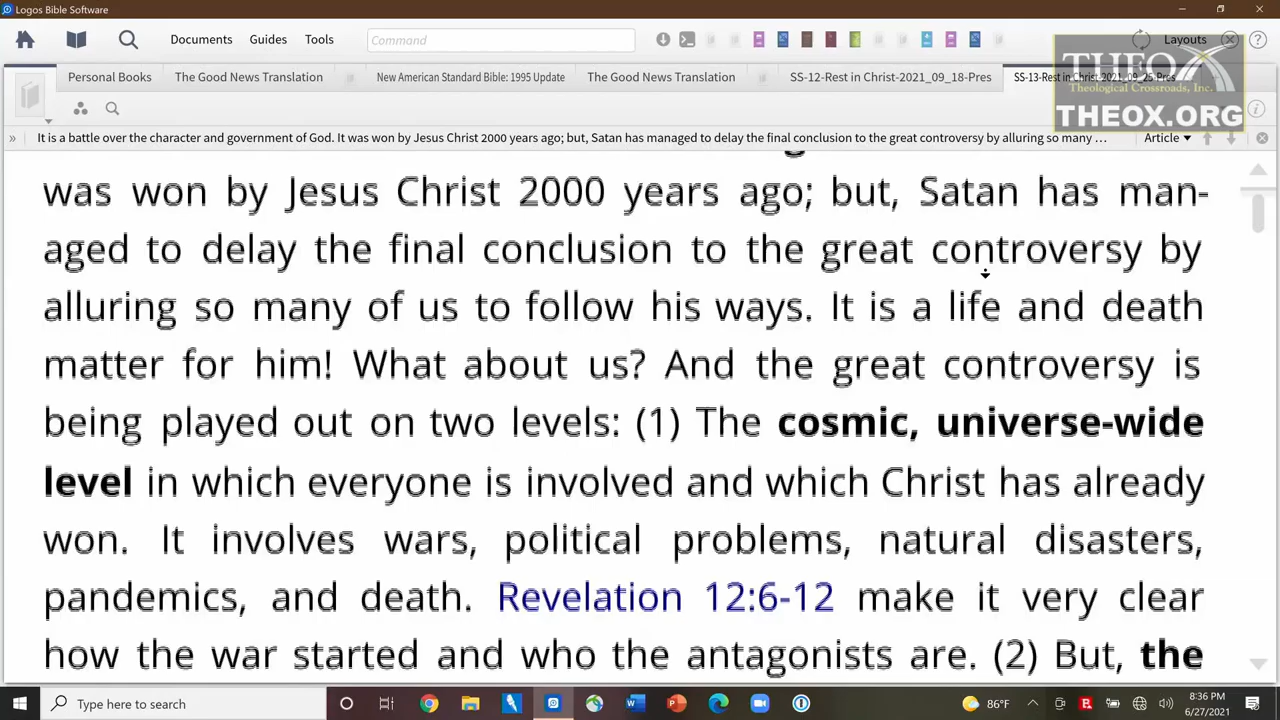 Logos Bible Software
Documents Guides Tools Command Layouts
Personal Books The Good News Translation New American Standard Bible: 1995 Update The Good News Translation SS-12-Rest in Christ-2021_09_18-Pres SS-13-Rest in Christ-2021_09_25-Pres
THEO
Theological Crossroads, Inc.
THEOX.ORG
» It is a battle over the character and government of God. It was won by Jesus Christ 2000 years ago; but, Satan has managed to delay the final conclusion to the great controversy by alluring so many ... Article
was won by Jesus Christ 2000 years ago; but, Satan has man-
aged to delay the final conclusion to the great controversy by
alluring so many of us to follow his ways. It is a life and death
matter for him! What about us? And the great controversy is
being played out on two levels: (1) The cosmic, universe-wide
level in which everyone is involved and which Christ has already
won. It involves wars, political problems, natural disasters,
pandemics, and death. Revelation 12:6-12 make it very clear
how the war started and who the antagonists are. (2) But, the
Type here to search
86°F
8:36 PM
6/27/2021